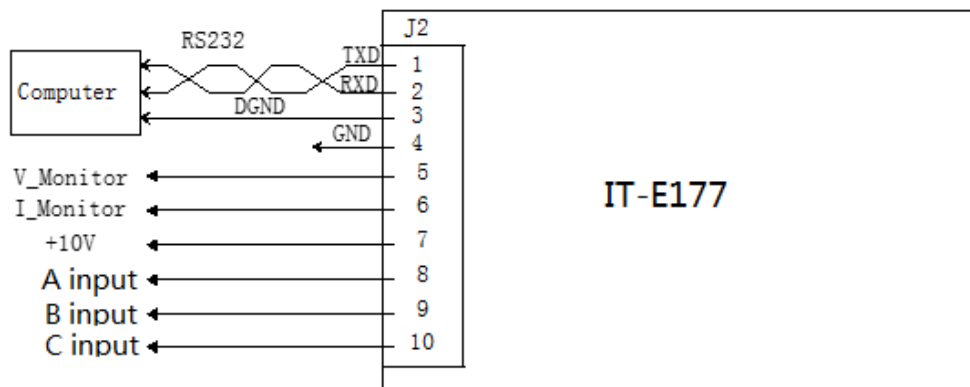 J2
RS232
TXD
1
Computer
RXD
2
DGND
3
GND
4
V_Monitor
5
IT-E177
I_Monitor
6
+10V
7
A input
8
B input
9
C input
10